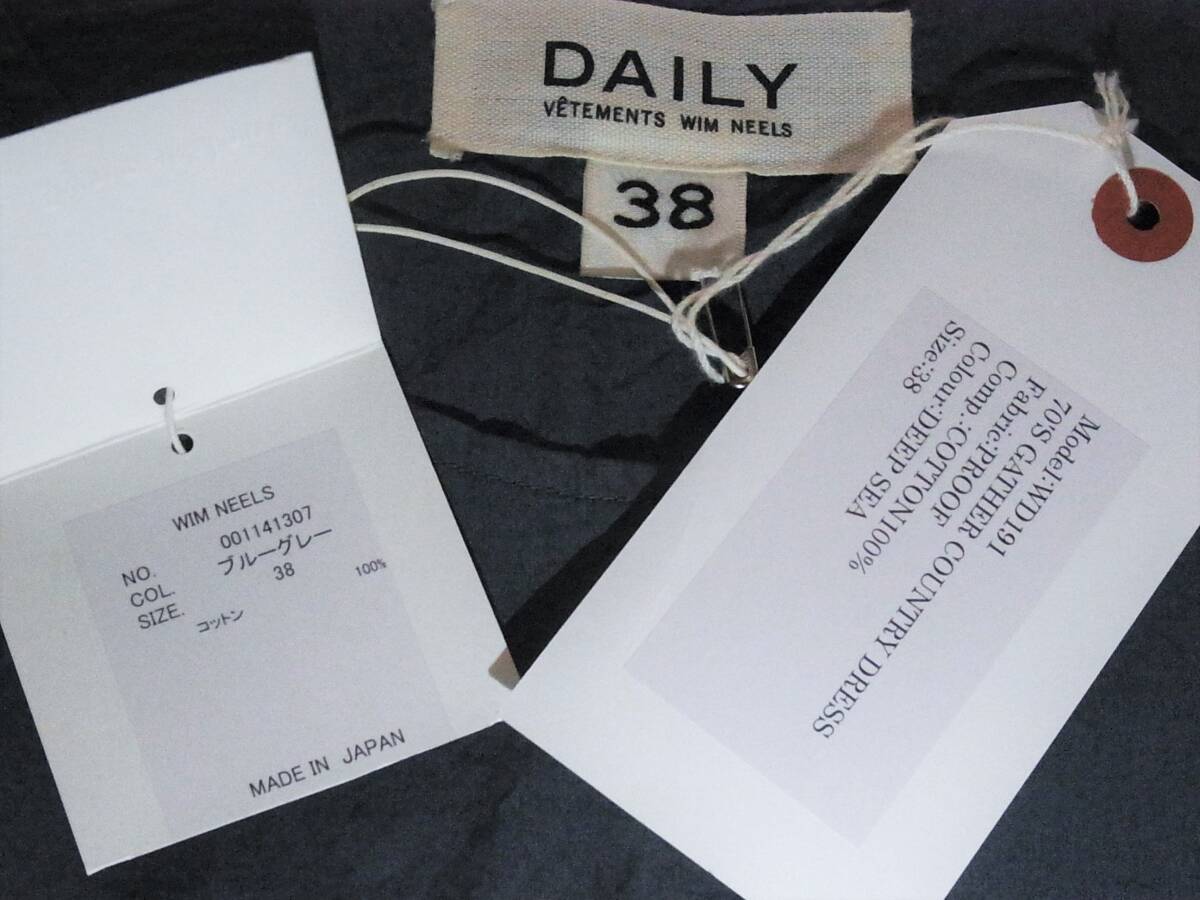 DAILY
VÊTEMENTS WIM NEELS
38
WIM NEELS
NO. 001141307
COL. ブルーグレー
SIZE. 38
コットン 100%
MADE IN JAPAN
Model:WD191
70'S GATHER COUNTRY DRESS
Fabric:PROOF
Comp.:COTTON100%
Colour:DEEP SEA
Size:38